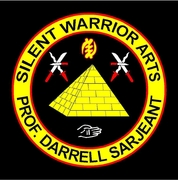 SILENT WARRIOR ARTS
PROF. DARRELL SARJEANT